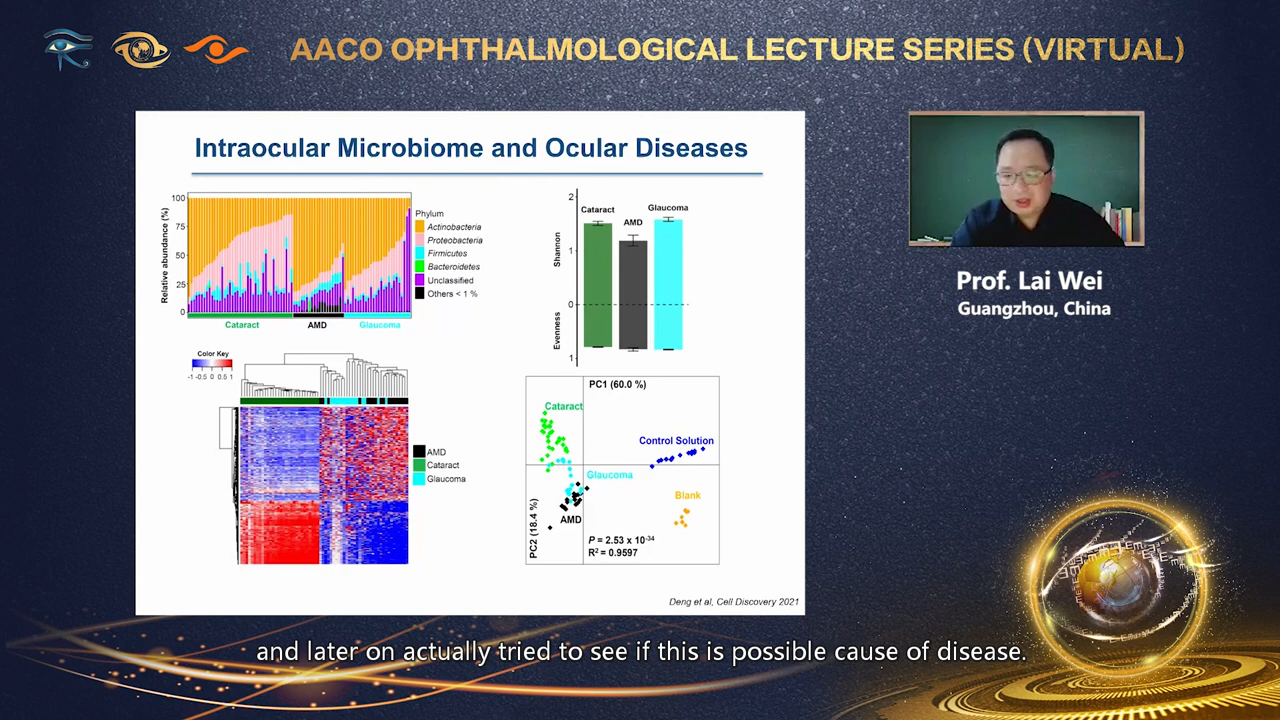 AACO OPHTHALMOLOGICAL LECTURE SERIES (VIRTUAL)
Intraocular Microbiome and Ocular Diseases
Relative abundance (%)
100
75
50
25
0
Cataract
AMD
Glaucoma
Phylum
Actinobacteria
Proteobacteria
Firmicutes
Bacteroidetes
Unclassified
Others < 1 %
Shannon
Evenness
2
1
0
1
Cataract
AMD
Glaucoma
Color Key
-1 -0.5 0 0.5 1
AMD
Cataract
Glaucoma
PC1 (60.0 %)
Cataract
Control Solution
Glaucoma
Blank
AMD
PC2 (18.4 %)
P = 2.53 x 10-34
R2 = 0.9597
Deng et al, Cell Discovery 2021
Prof. Lai Wei
Guangzhou, China
and later on actually tried to see if this is possible cause of disease.